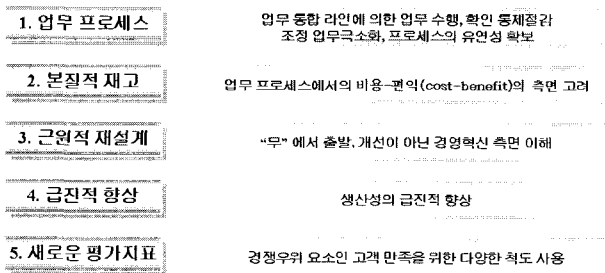 1. 업무 프로세스
업무 통합 라인에 의한 업무 수행, 확인 통제절감
조정 업무극소화, 프로세스의 유연성 확보
2. 본질적 재고
업무 프로세스에서의 비용-편익(cost-benefit)의 측면 고려
3. 근원적 재설계
“무” 에서 출발, 개선이 아닌 경영혁신 측면 이해
4. 급진적 향상
생산성의 급진적 향상
5. 새로운 평가지표
경쟁우위 요소인 고객 만족을 위한 다양한 척도 사용